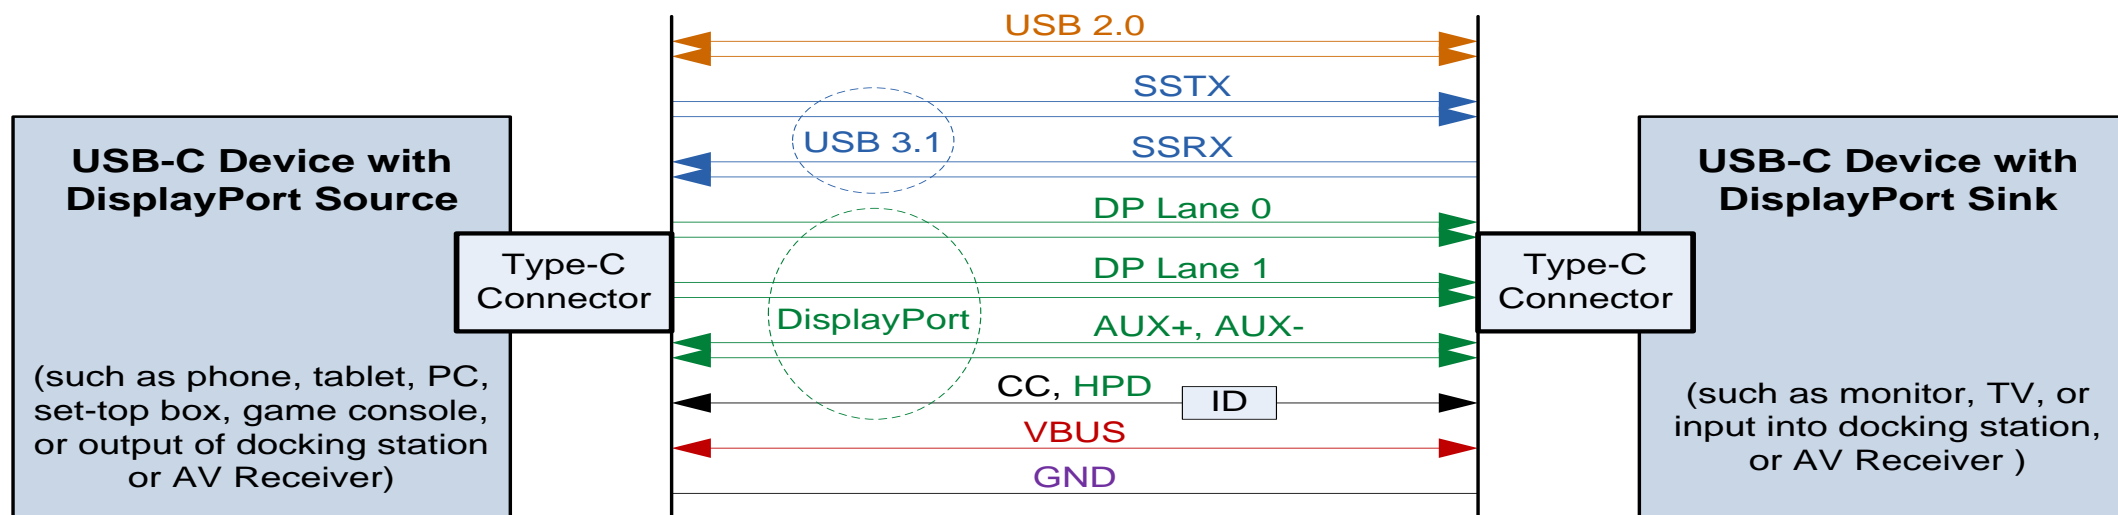 USB-C Device with
DisplayPort Source
Type-C
Connector
(such as phone, tablet, PC,
set-top box, game console,
or output of docking station
or AV Receiver)
USB 2.0
SSTX
USB 3.1
SSRX
DP Lane 0
DP Lane 1
DisplayPort
AUX+, AUX-
CC, HPD
ID
VBUS
GND
USB-C Device with
DisplayPort Sink
Type-C
Connector
(such as monitor, TV, or
input into docking station,
or AV Receiver )